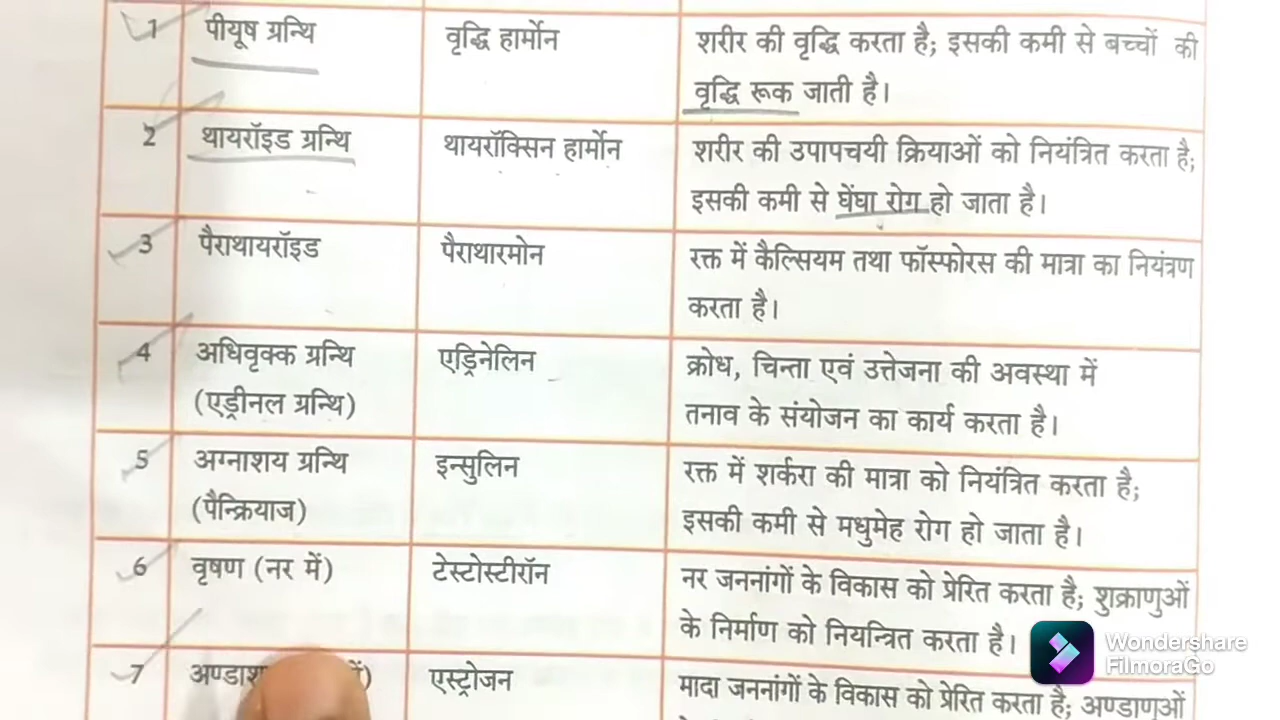 1 पीयूष ग्रन्थि वृद्धि हार्मोन शरीर की वृद्धि करता है; इसकी कमी से बच्चों की
वृद्धि रूक जाती है।
2 थायरॉइड ग्रन्थि थायरॉक्सिन हार्मोन शरीर की उपापचयी क्रियाओं को नियंत्रित करता है;
इसकी कमी से घेंघा रोग हो जाता है।
3 पैराथायरॉइड पैराथारमोन रक्त में कैल्सियम तथा फॉस्फोरस की मात्रा का नियंत्रण
करता है।
4 अधिवृक्क ग्रन्थि एड्रिनेलिन क्रोध, चिन्ता एवं उत्तेजना की अवस्था में
(एड्रीनल ग्रन्थि) तनाव के संयोजन का कार्य करता है।
5 अग्नाशय ग्रन्थि इन्सुलिन रक्त में शर्करा की मात्रा को नियंत्रित करता है;
(पैन्क्रियाज) इसकी कमी से मधुमेह रोग हो जाता है।
6 वृषण (नर में) टेस्टोस्टीरॉन नर जननांगों के विकास को प्रेरित करता है; शुक्राणुओं
के निर्माण को नियन्त्रित करता है।
7 एस्ट्रोजन मादा जननांगों के विकास को प्रेरित करता है; अण्डाणुओं
Wondershare
FilmoraGo